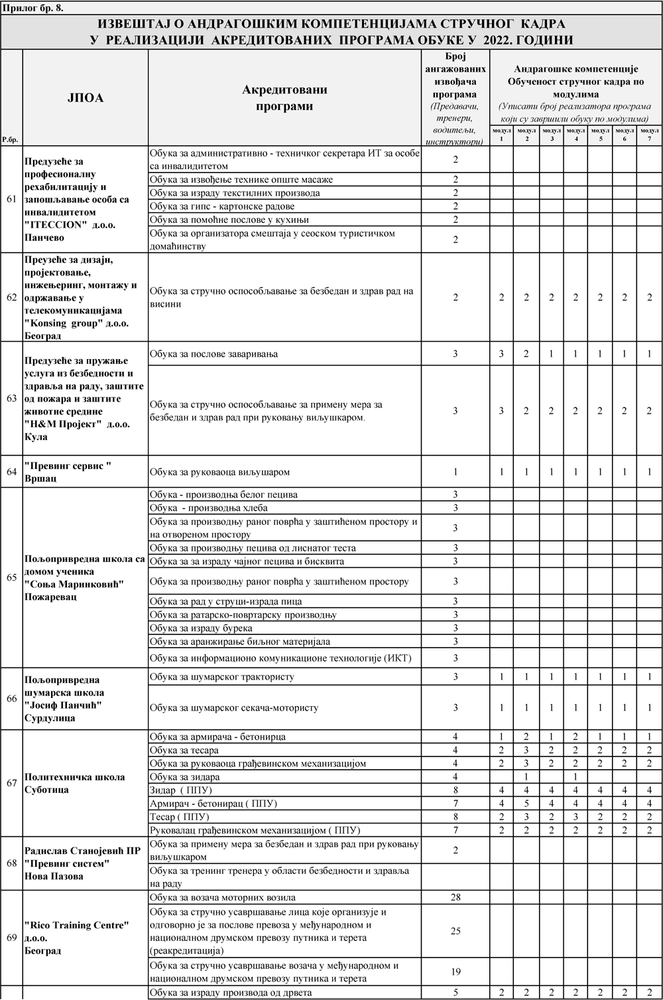 Прилог бр. 8.
ИЗВЕШТАЈ О АНДРАГОШКИМ КОМПЕТЕНЦИЈАМА СТРУЧНОГ КАДРА
У РЕАЛИЗАЦИЈИ АКРЕДИТОВАНИХ ПРОГРАМА ОБУКЕ У 2022. ГОДИНИ
Р.бр.
ЈПОА
Акредитовани
програми
Број
ангажованих
извођача
програма
(Предавачи,
тренери,
водитељи,
инструктори)
Андрагошке компетенције
Обученост стручног кадра по
модулима
(Уписати број реализатора програма
који су завршили обуку по модулима)
модул 1 модул 2 модул 3 модул 4 модул 5 модул 6 модул 7
61
Предузеће за
професионалну
рехабилитацију и
запошљавање особа са
инвалидитетом
"ITECCION" д.о.о.
Панчево
Обука за административно - техничког секретара ИТ за особе
са инвалидитетом 2
Обука за извођење технике опште масаже 2
Обука за израду текстилних производа 2
Обука за гипс - картонске радове 2
Обука за помоћне послове у кухињи 2
Обука за организатора смештаја у сеоском туристичком
домаћинству 2
62
Преузеће за дизајн,
пројектовање,
инжењеринг, монтажу и
одржавање у
телекомуникацијама
"Konsing group" д.о.о.
Београд
Обука за стручно оспособљавање за безбедан и здрав рад на
висини 2 2 2 2 2 2 2 2
63
Предузеће за пружање
услуга из безбедности и
здравља на раду, заштите
од пожара и заштите
животне средине
"H&M Пројект" д.о.о.
Кула
Обука за послове заваривања 3 3 2 1 1 1 1 1
Обука за стручно оспособљавање за примену мера за
безбедан и здрав рад при руковању виљушкаром. 3 3 2 2 2 2 2 2
64
"Превинг сервис "
Вршац
Обука за руковаоца виљушаром 1 1 1 1 1 1 1 1
65
Пољопривредна школа са
домом ученика
"Соња Маринковић"
Пожаревац
Обука - производња белог пецива 3
Обука - производња хлеба 3
Обука за производњу раног поврћа у заштићеном простору и
на отвореном простору 3
Обука за производњу пецива од лиснатог теста 3
Обука за за израду чајног пецива и бисквита 3
Обука за производњу раног поврћа у заштићеном простору 3
Обука за рад у струци-израда пица 3
Обука за ратарско-повртарску производњу 3
Обука за израду бурека 3
Обука за аранжирање биљног материјала 3
Обука за информационо комуникационе технологије (ИКТ) 3
66
Пољопривредна
шумарска школа
"Јосиф Панчић"
Сурдулица
Обука за шумарског трактористу 3 1 1 1 1 1 1 1
Обука за шумарског секача-мотористу 3 1 1 1 1 1 1 1
67
Политехничка школа
Суботица
Обука за армирача - бетонирца 4 1 2 1 2 1 1 1
Обука за тесара 4 2 3 2 2 2 2 2
Обука за руковаоца грађевинском механизацијом 4 2 3 2 2 2 2 2
Обука за зидара 4 1 1
Зидар ( ППУ) 8 4 4 4 4 4 4 4
Армирач - бетонирац ( ППУ) 7 4 5 4 4 4 4 4
Тесар ( ППУ) 8 2 3 2 3 2 2 2
Руковалац грађевинском механизацијом ( ППУ) 7 2 2 2 2 2 2 2
68
Радислав Станојевић ПР
"Превинг систем"
Нова Пазова
Обука за примену мера за безбедан и здрав рад при руковању
виљушкаром 2
Обука за тренинг тренера у области безбедности и здравља
на раду
69
"Rico Training Centre"
д.о.о.
Београд
Обука за возача моторних возила 28
Обука за стручно усавршавање лица које организује и
одговорно је за послове превоза у међународном и
националном друмском превозу путника и терета
(реакредитација) 25
Обука за стручно усавршавање возача у међународном и
националном друмском превозу путника и терета 19
Обука за израду производа од дрвета 5 2 2 2 2 2 2 2